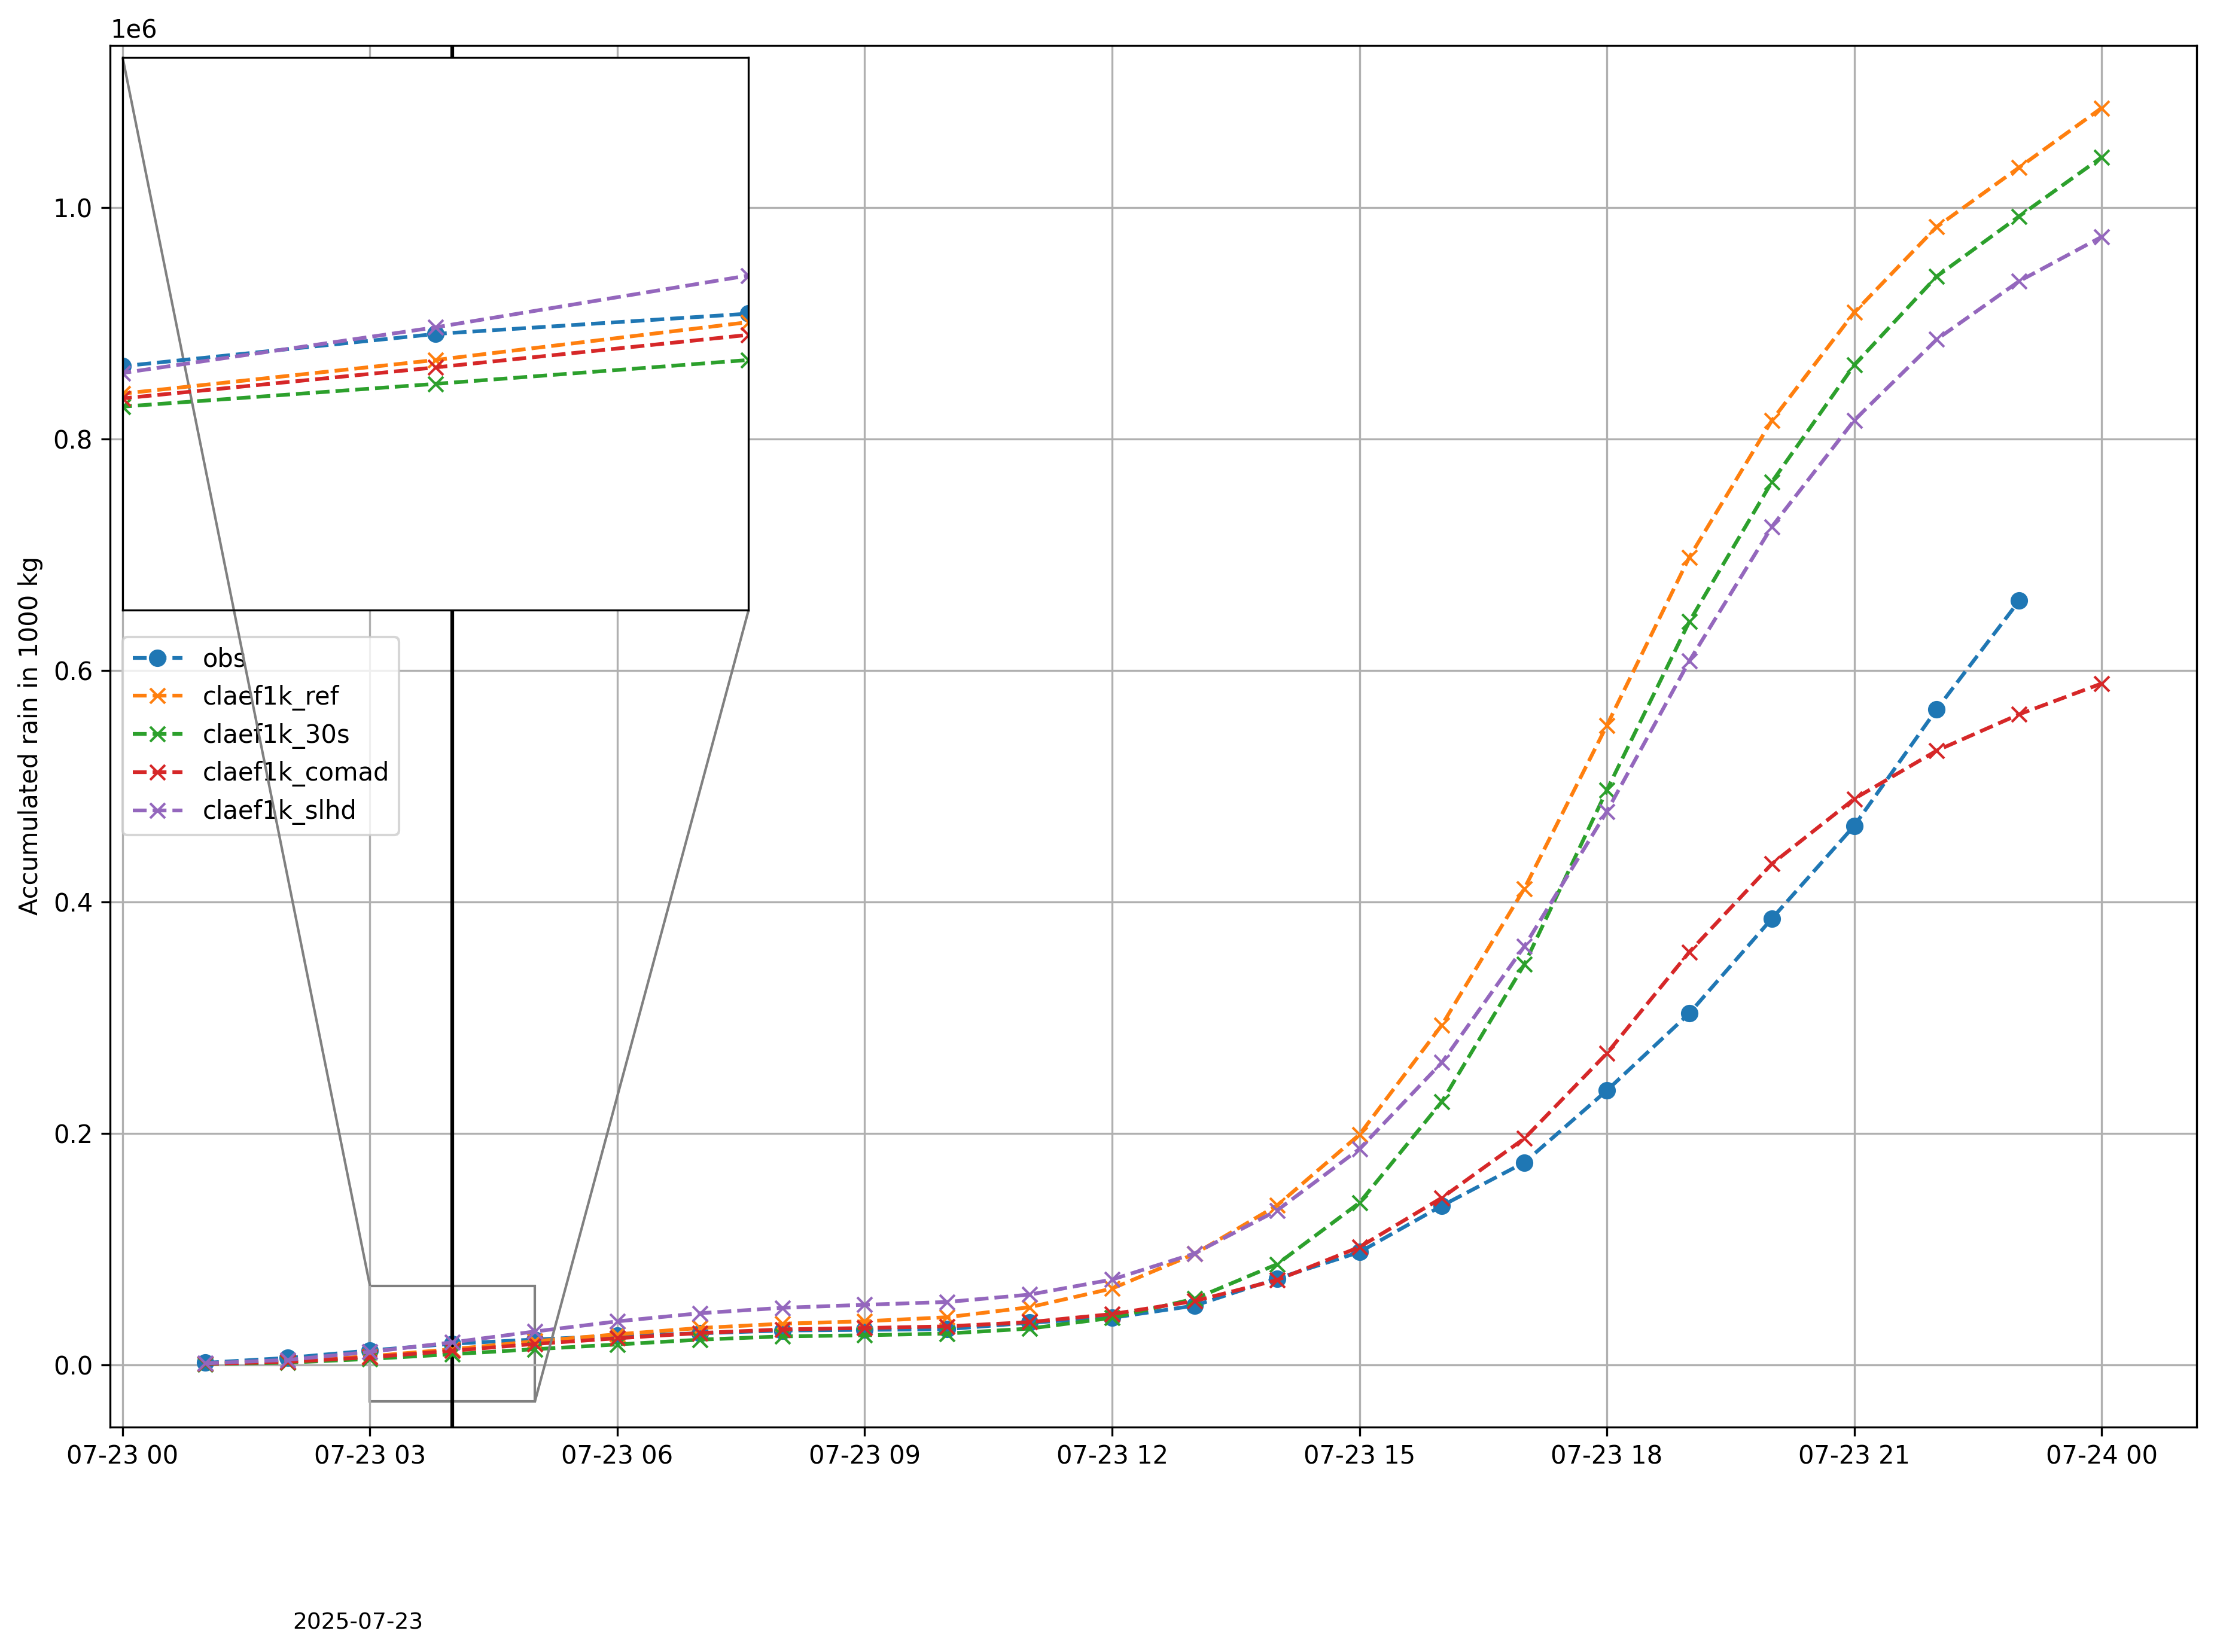 1e6
1.0
0.8
0.6
0.4
0.2
0.0
Accumulated rain in 1000 kg
obs
claef1k_ref
claef1k_30s
claef1k_comad
claef1k_slhd
07-23 00 07-23 03 07-23 06 07-23 09 07-23 12 07-23 15 07-23 18 07-23 21 07-24 00
2025-07-23